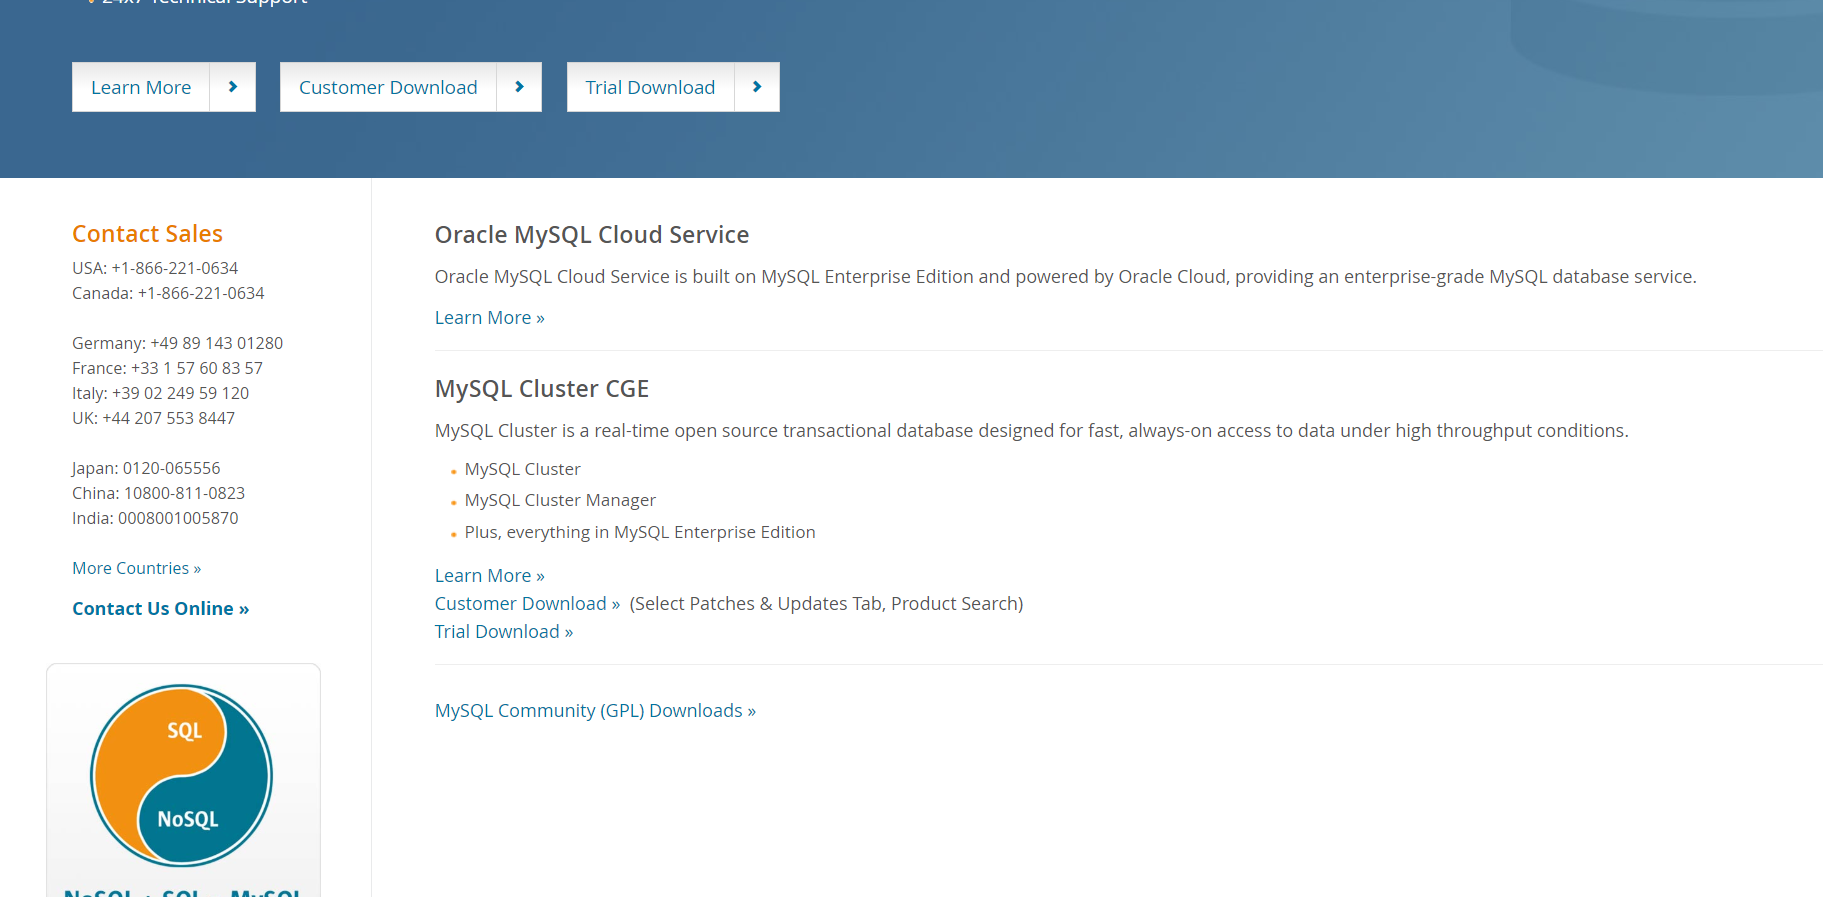 24x7 Technical Support
Learn More
Customer Download
Trial Download
Contact Sales
USA: +1-866-221-0634
Canada: +1-866-221-0634
Germany: +49 89 143 01280
France: +33 1 57 60 83 57
Italy: +39 02 249 59 120
UK: +44 207 553 8447
Japan: 0120-065556
China: 10800-811-0823
India: 0008001005870
More Countries »
Contact Us Online »
SQL
NoSQL
NoSQL + SQL = MySQL
Oracle MySQL Cloud Service
Oracle MySQL Cloud Service is built on MySQL Enterprise Edition and powered by Oracle Cloud, providing an enterprise-grade MySQL database service.
Learn More »
MySQL Cluster CGE
MySQL Cluster is a real-time open source transactional database designed for fast, always-on access to data under high throughput conditions.
• MySQL Cluster
• MySQL Cluster Manager
• Plus, everything in MySQL Enterprise Edition
Learn More »
Customer Download » (Select Patches & Updates Tab, Product Search)
Trial Download »
MySQL Community (GPL) Downloads »